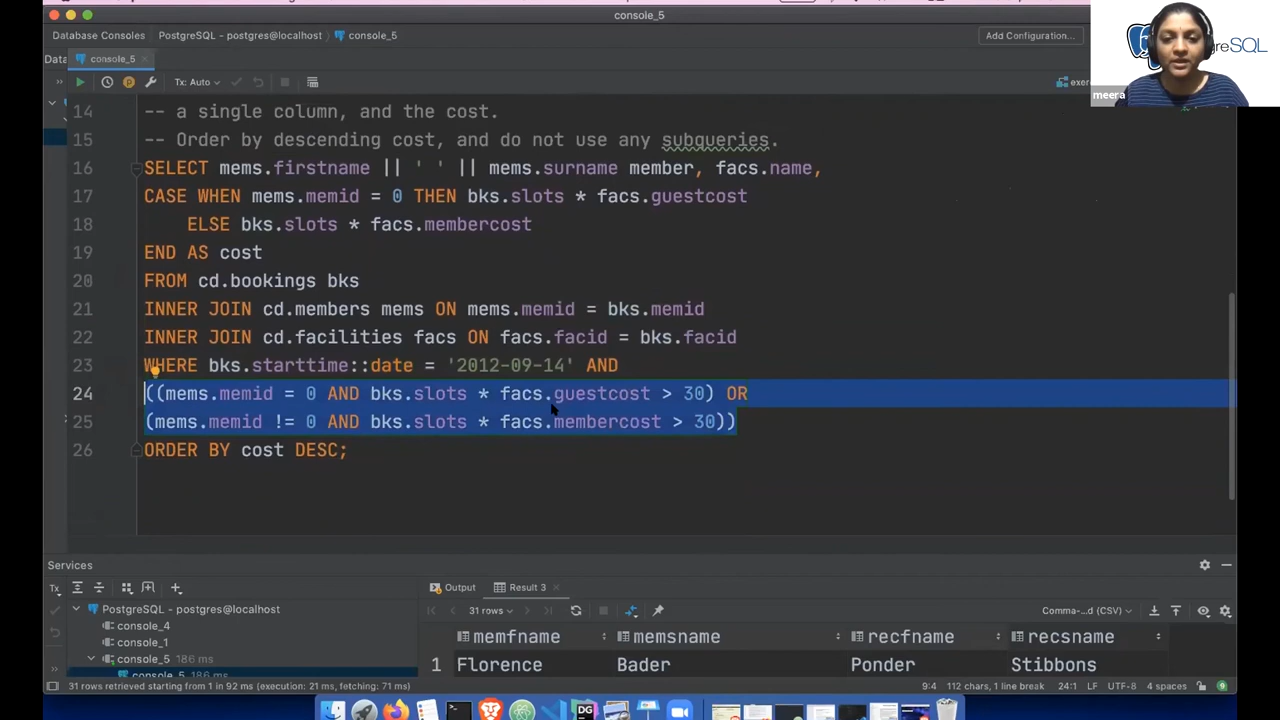 console_5
Database Consoles PostgreSQL - postgres@localhost console_5 Add Configuration...
Data console_5
Tx: Auto
reSQL
meera
14 -- a single column, and the cost.
15 -- Order by descending cost, and do not use any subqueries.
16 SELECT mems.firstname || ' ' || mems.surname member, facs.name,
17 CASE WHEN mems.memid = 0 THEN bks.slots * facs.guestcost
18 ELSE bks.slots * facs.membercost
19 END AS cost
20 FROM cd.bookings bks
21 INNER JOIN cd.members mems ON mems.memid = bks.memid
22 INNER JOIN cd.facilities facs ON facs.facid = bks.facid
23 WHERE bks.starttime::date = '2012-09-14' AND
24 ((mems.memid = 0 AND bks.slots * facs.guestcost > 30) OR
25 (mems.memid != 0 AND bks.slots * facs.membercost > 30))
26 ORDER BY cost DESC;
Services
Tx Output Result 3
PostgreSQL - postgres@localhost 31 rows Comma-...d (CSV)
console_4
console_1
console_5 186 ms
console_5 186 ms
memfname memsname recfname recsname
1 Florence Bader Ponder Stibbons
31 rows retrieved starting from 1 in 92 ms (execution: 21 ms, fetching: 71 ms) 9:4 112 chars, 1 line break 24:1 LF UTF-8 4 spaces
DG